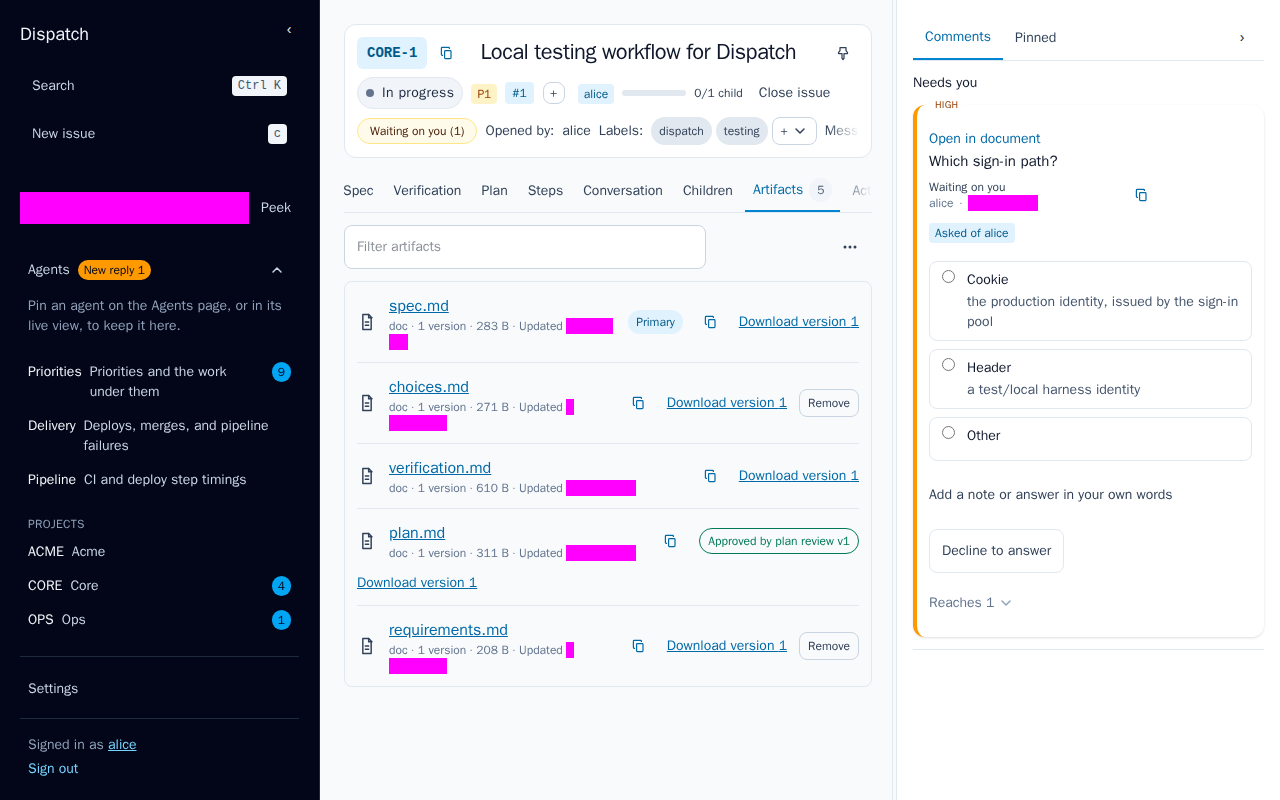 Dispatch
Search
Ctrl K
New issue
C
Peek
Agents
New reply 1
Pin an agent on the Agents page, or in its
live view, to keep it here.
Priorities
Priorities and the work
under them
9
Delivery
Deploys, merges, and pipeline
failures
Pipeline
CI and deploy step timings
PROJECTS
ACME Acme
CORE Core
4
OPS Ops
1
Settings
Signed in as alice
Sign out
CORE-1
Local testing workflow for Dispatch
In progress
P1
#1
+
alice
0/1 child
Close issue
Waiting on you (1)
Opened by: alice
Labels:
dispatch
testing
+
Mess
Spec
Verification
Plan
Steps
Conversation
Children
Artifacts 5
Act
Filter artifacts
spec.md
doc · 1 version · 283 B · Updated
Primary
Download version 1
choices.md
doc · 1 version · 271 B · Updated
Download version 1
Remove
verification.md
doc · 1 version · 610 B · Updated
Download version 1
plan.md
doc · 1 version · 311 B · Updated
Approved by plan review v1
Download version 1
requirements.md
doc · 1 version · 208 B · Updated
Download version 1
Remove
Comments
Pinned
Needs you
HIGH
Open in document
Which sign-in path?
Waiting on you
alice ·
Asked of alice
Cookie
the production identity, issued by the sign-in
pool
Header
a test/local harness identity
Other
Add a note or answer in your own words
Decline to answer
Reaches 1